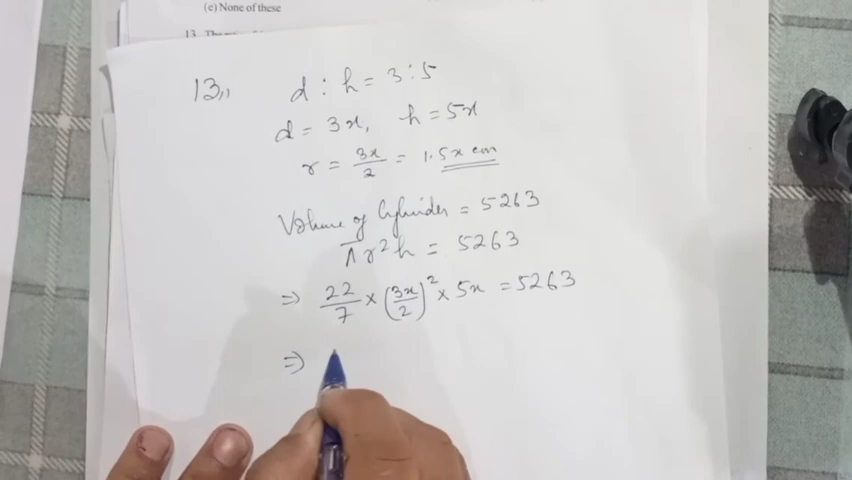 (e) None of these
13.
13,, d : h = 3 : 5
d = 3x, h = 5x
r = 3x/2 = 1.5x cm
Volume of Cylinder = 5263
πr²h = 5263
⇒ 22/7 × (3x/2)² × 5x = 5263
⇒